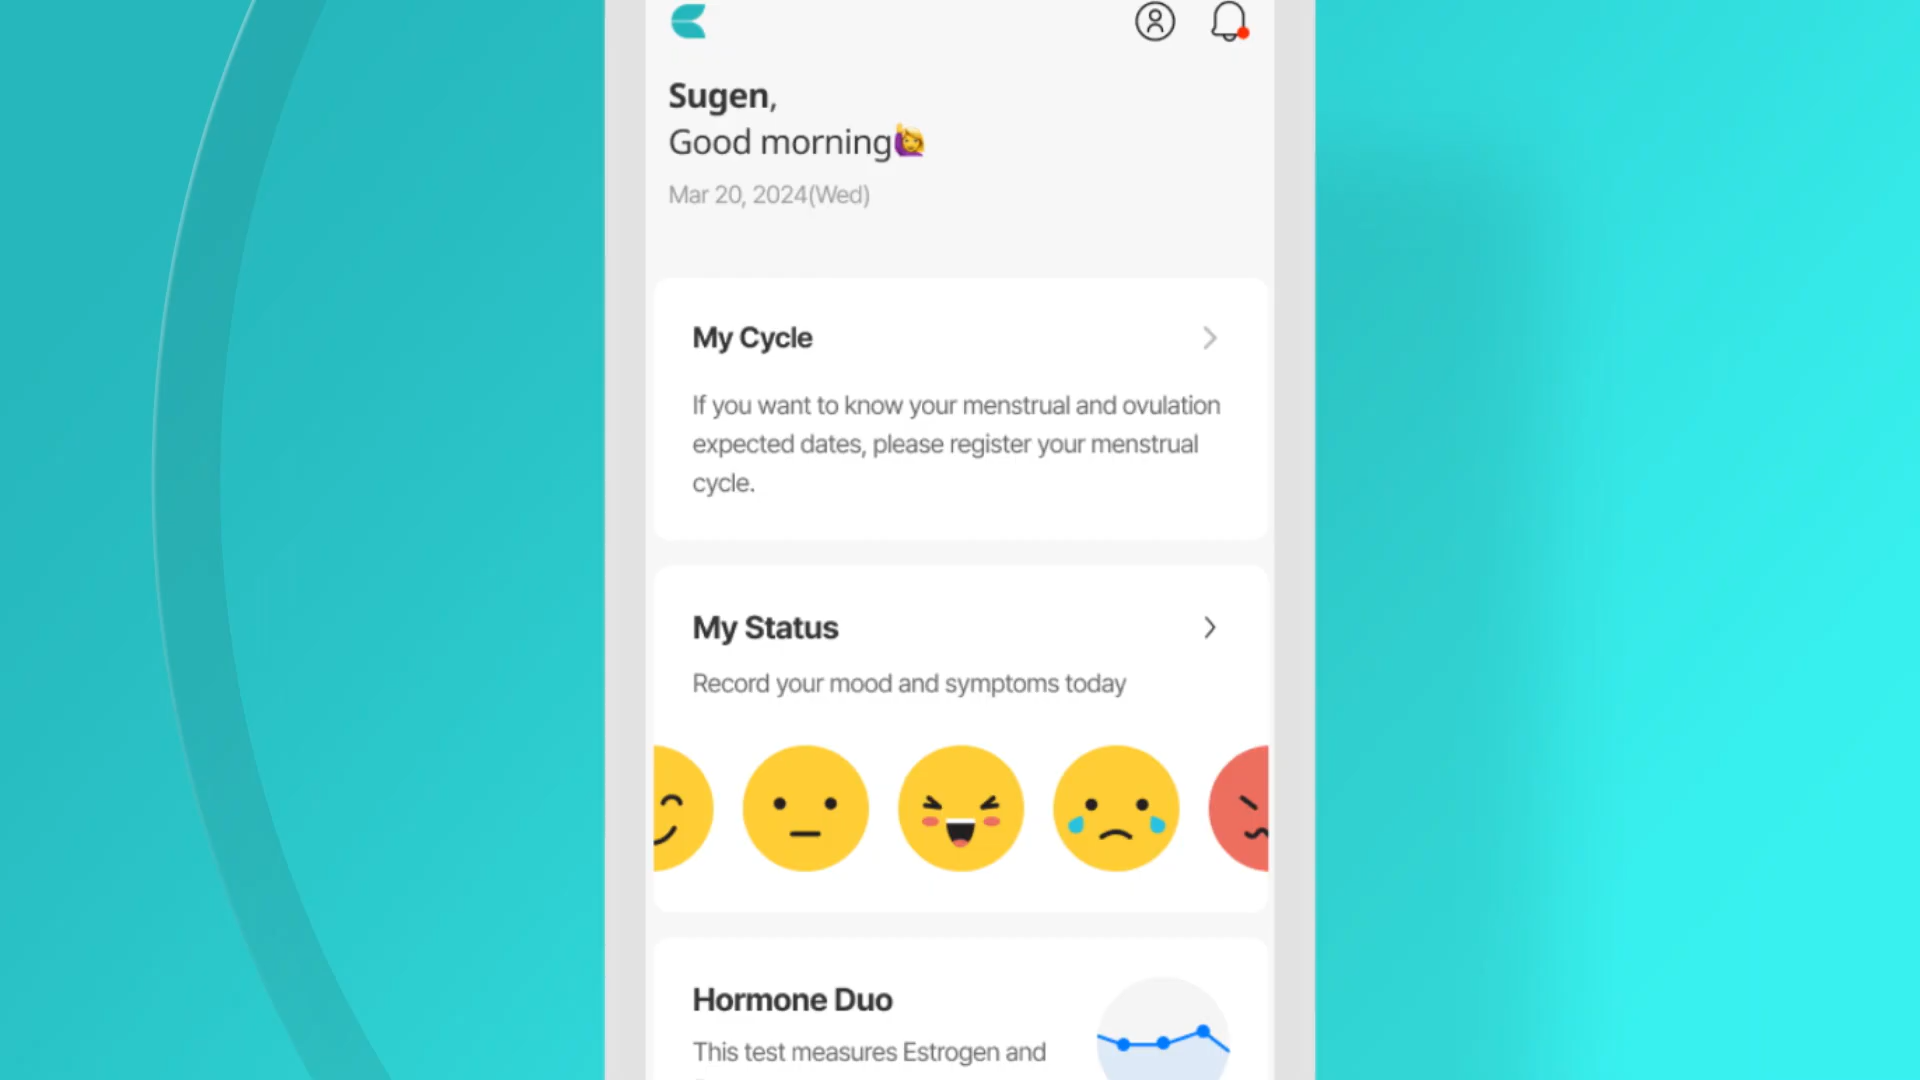 Sugen,
Good morning🙋‍♀️
Mar 20, 2024(Wed)
My Cycle
If you want to know your menstrual and ovulation
expected dates, please register your menstrual
cycle.
My Status
Record your mood and symptoms today
Hormone Duo
This test measures Estrogen and